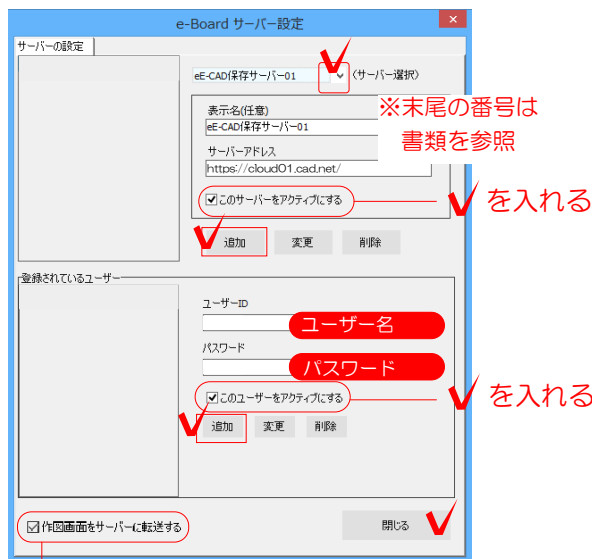 e-Board サーバー設定
サーバーの設定
eE-CAD保存サーバー01 (サーバー選択)
※末尾の番号は
書類を参照
表示名(任意)
eE-CAD保存サーバー01
サーバーアドレス
https://cloud01.cad.net/
このサーバーをアクティブにする
を入れる
追加 変更 削除
登録されているユーザー
ユーザーID
ユーザー名
パスワード
パスワード
このユーザーをアクティブにする
を入れる
追加 変更 削除
作図画面をサーバーに転送する
閉じる